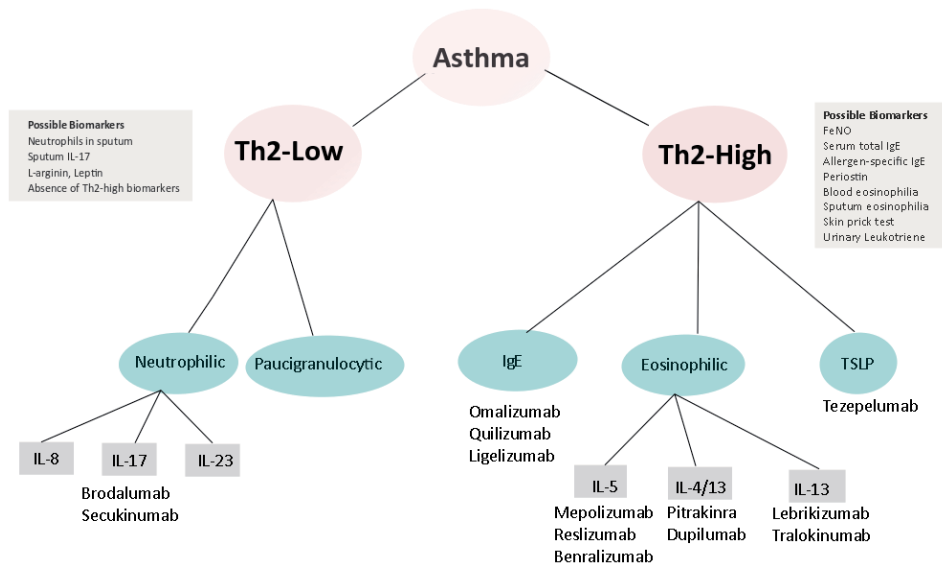 Asthma
Possible Biomarkers
Neutrophils in sputum
Sputum IL-17
L-arginin, Leptin
Absence of Th2-high biomarkers
Th2-Low
Th2-High
Possible Biomarkers
FeNO
Serum total IgE
Allergen-specific IgE
Periostin
Blood eosinophilia
Sputum eosinophilia
Skin prick test
Urinary Leukotriene
Neutrophilic
Paucigranulocytic
IgE
Eosinophilic
TSLP
Omalizumab
Quilizumab
Ligelizumab
Tezepelumab
IL-8
IL-17
IL-23
Brodalumab
Secukinumab
IL-5
IL-4/13
IL-13
Mepolizumab
Reslizumab
Benralizumab
Pitrakinra
Dupilumab
Lebrikizumab
Tralokinumab